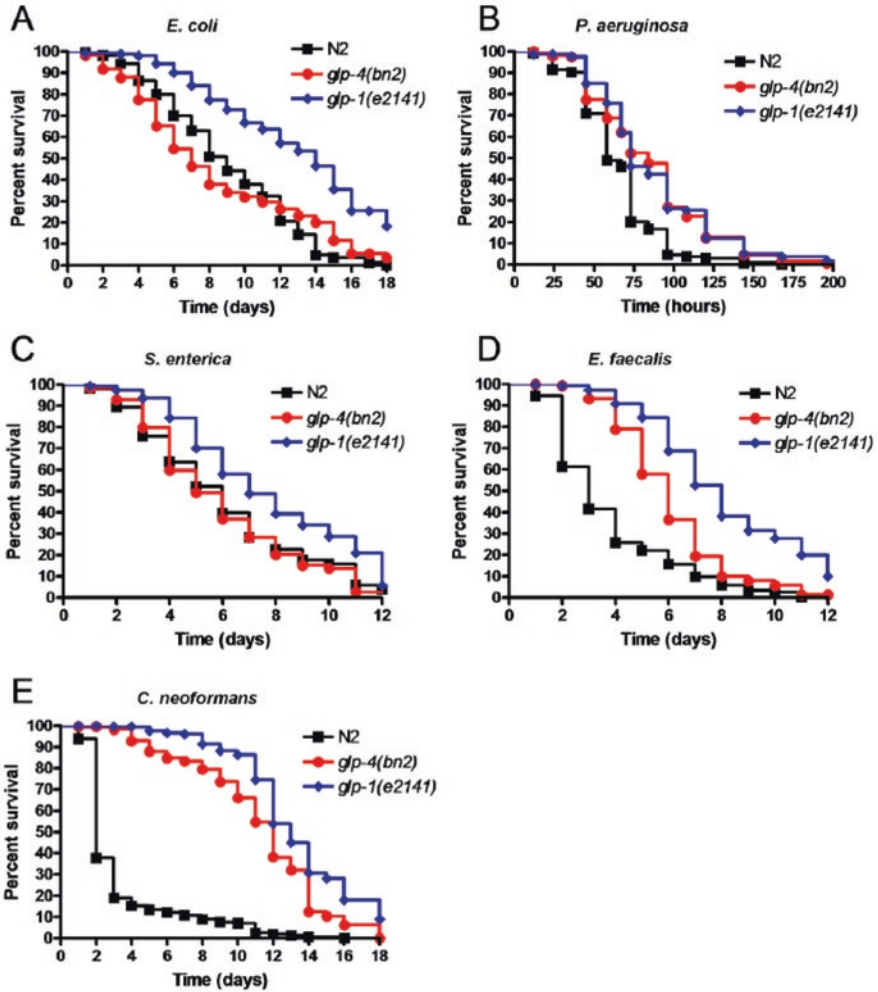 A
E. coli
N2
glp-4(bn2)
glp-1(e2141)
Percent survival
100
90
80
70
60
50
40
30
20
10
0
0 2 4 6 8 10 12 14 16 18
Time (days)
B
P. aeruginosa
N2
glp-4(bn2)
glp-1(e2141)
Percent survival
100
90
80
70
60
50
40
30
20
10
0
0 25 50 75 100 125 150 175 200
Time (hours)
C
S. enterica
N2
glp-4(bn2)
glp-1(e2141)
Percent survival
100
90
80
70
60
50
40
30
20
10
0
0 2 4 6 8 10 12
Time (days)
D
E. faecalis
N2
glp-4(bn2)
glp-1(e2141)
Percent survival
100
90
80
70
60
50
40
30
20
10
0
0 2 4 6 8 10 12
Time (days)
E
C. neoformans
N2
glp-4(bn2)
glp-1(e2141)
Percent survival
100
90
80
70
60
50
40
30
20
10
0
0 2 4 6 8 10 12 14 16 18
Time (days)